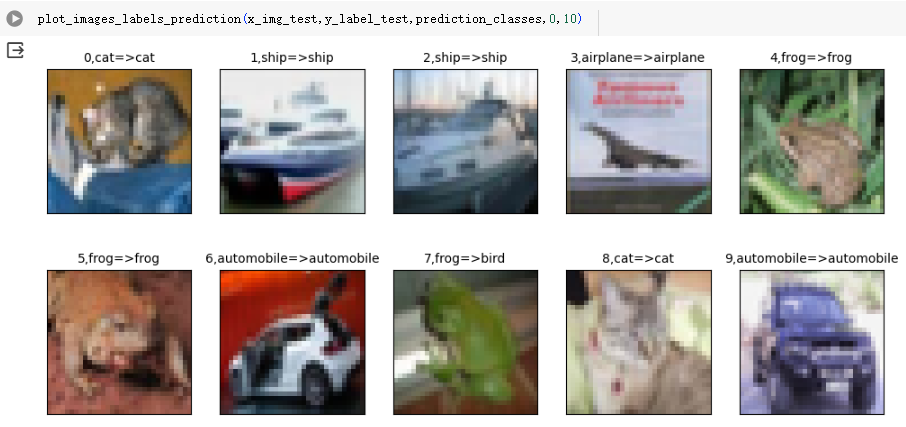 plot_images_labels_prediction(x_img_test,y_label_test,prediction_classes,0,10)
0,cat=>cat
1,ship=>ship
2,ship=>ship
3,airplane=>airplane
4,frog=>frog
5,frog=>frog
6,automobile=>automobile
7,frog=>bird
8,cat=>cat
9,automobile=>automobile